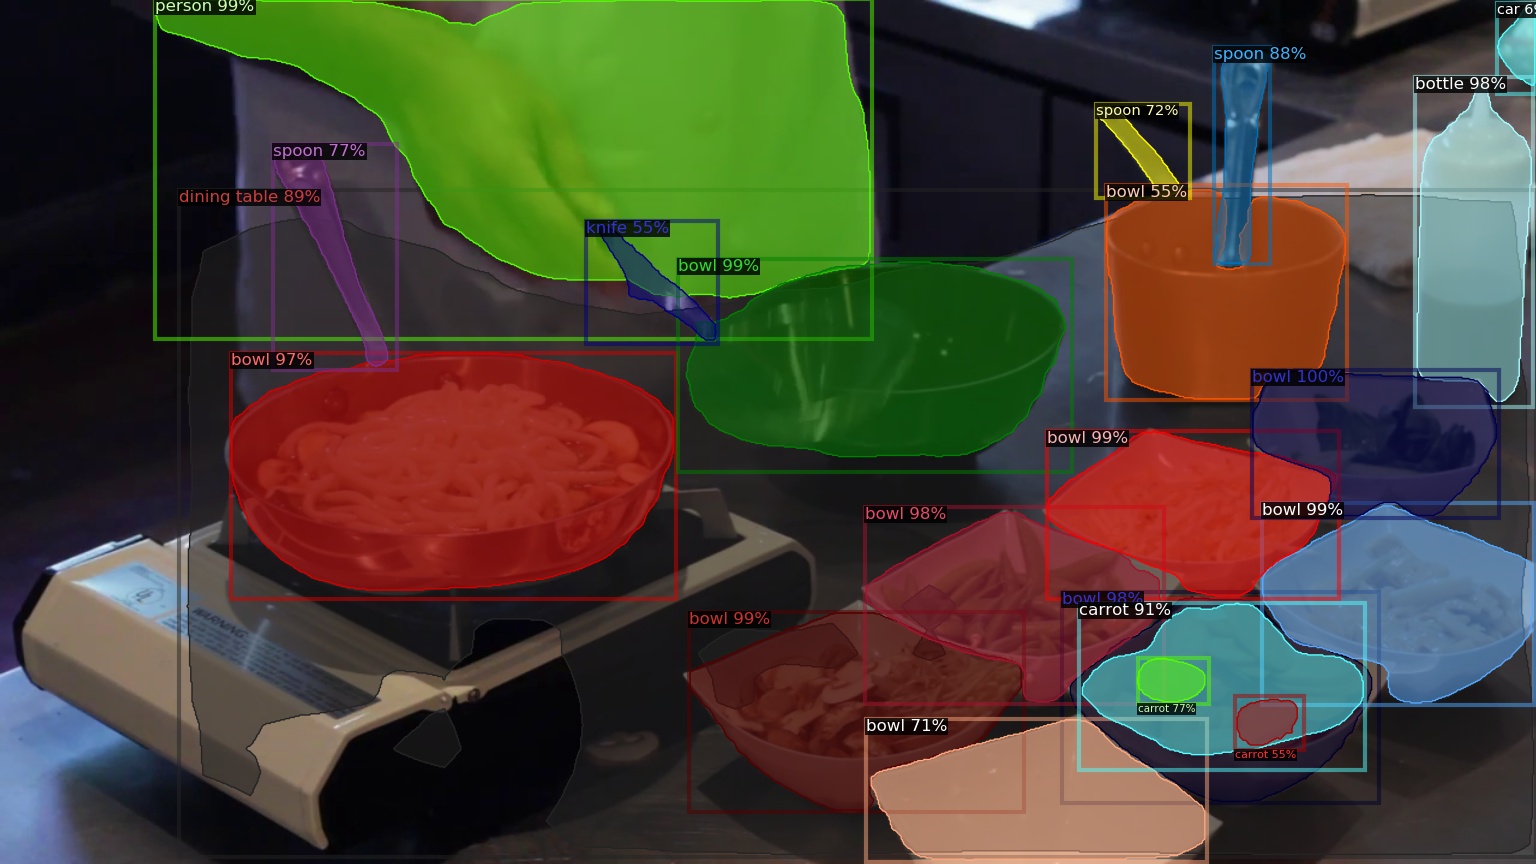 person 99%
car 69
spoon 88%
bottle 98%
spoon 72%
spoon 77%
bowl 55%
dining table 89%
knife 55%
bowl 99%
bowl 97%
bowl 100%
bowl 99%
bowl 99%
bowl 98%
bowl 98%
carrot 91%
bowl 99%
carrot 77%
bowl 71%
carrot 55%
WARNING